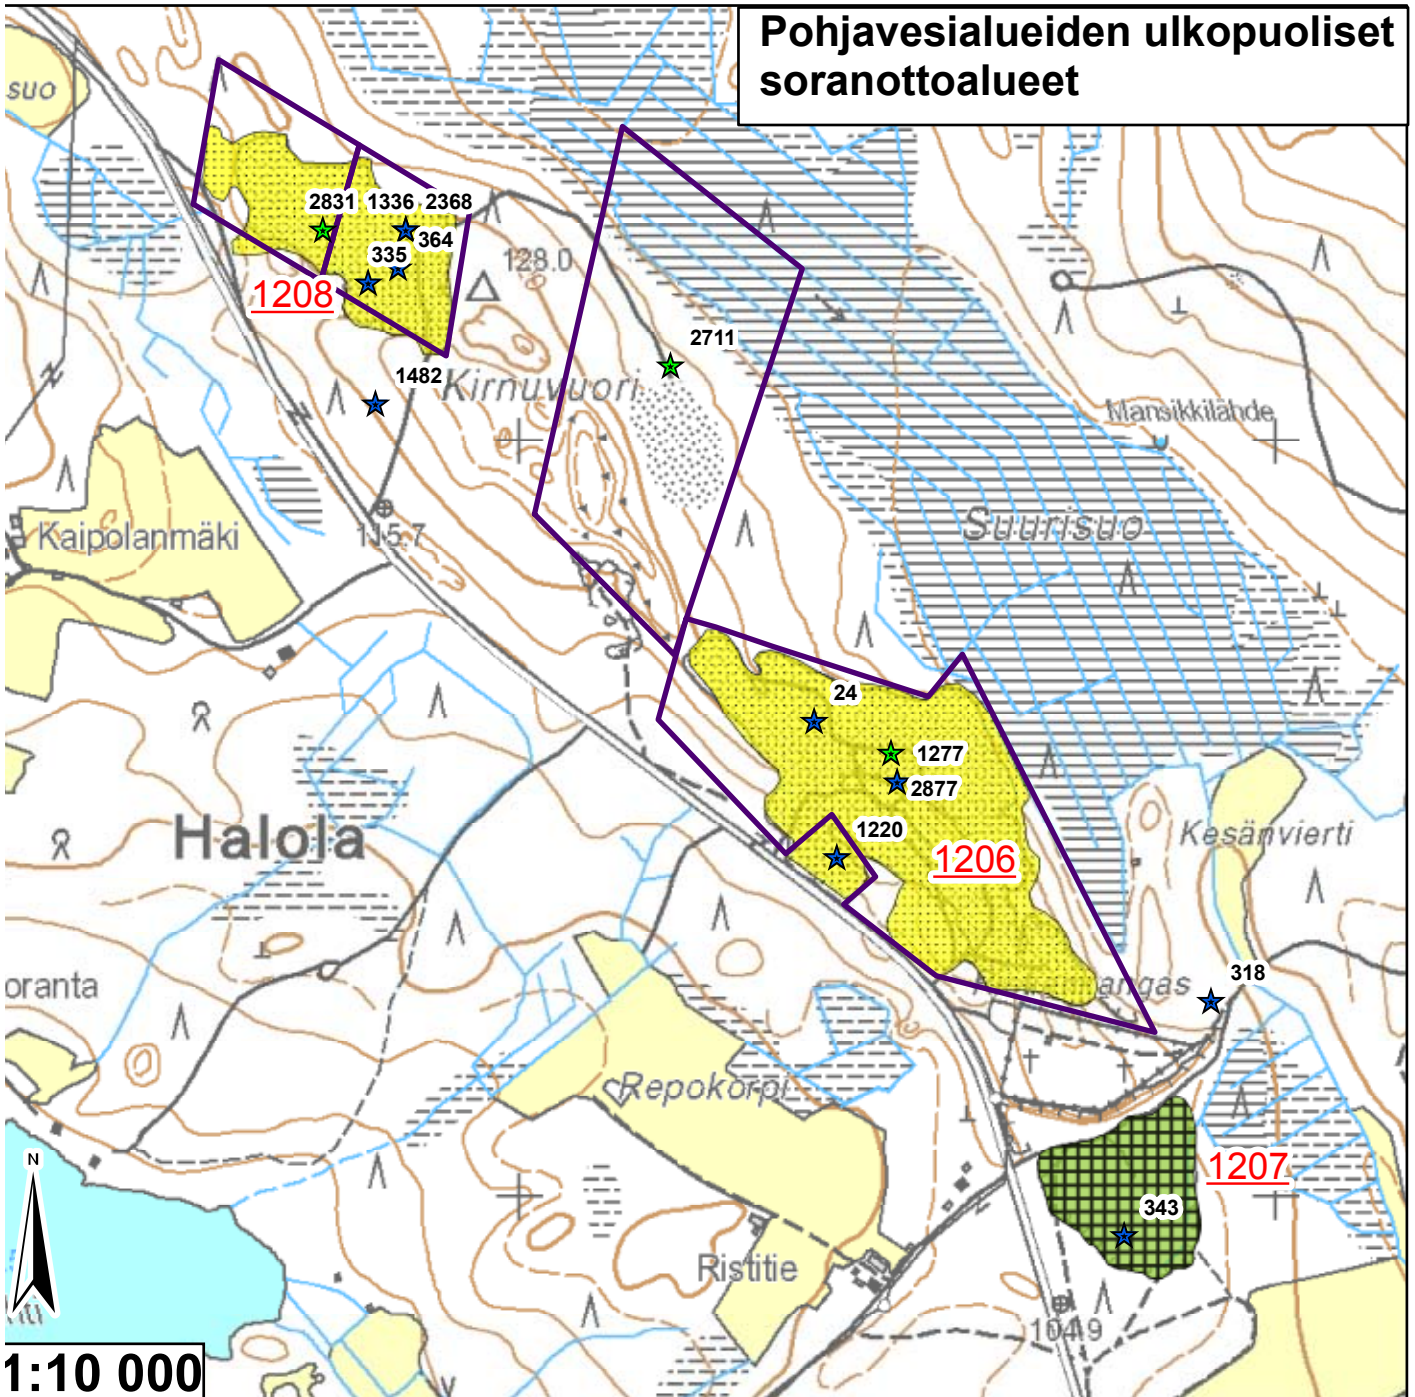 Pohjavesialueiden ulkopuoliset
soranottoalueet
suo
2831
1336
2368
364
335
1208
128.0
2711
1482
Kirnuvuori
Mansikkilähde
Kaipolanmäki
115.7
Suurisuo
24
1277
2877
1220
1206
Halola
Kesänvierti
oranta
angas
318
Repokorpi
1207
343
N
Ristitie
104.9
1:10 000